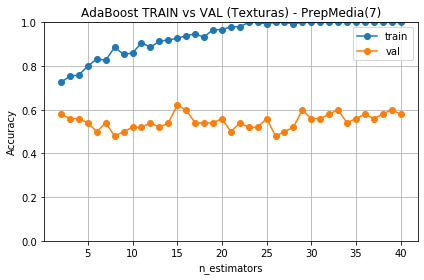 AdaBoost TRAIN vs VAL (Texturas) - PrepMedia(7)
1.0
0.8
0.6
0.4
0.2
0.0
Accuracy
train
val
5 10 15 20 25 30 35 40
n_estimators